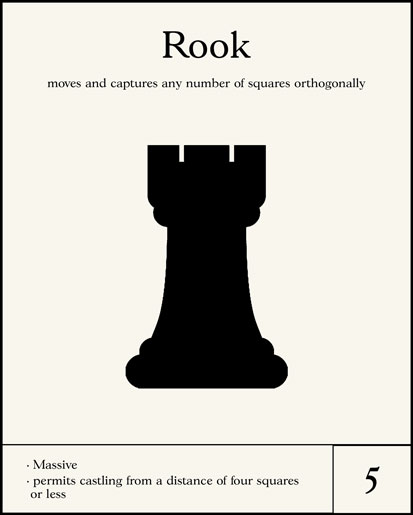 Rook
moves and captures any number of squares orthogonally
· Massive
· permits castling from a distance of four squares
or less
5